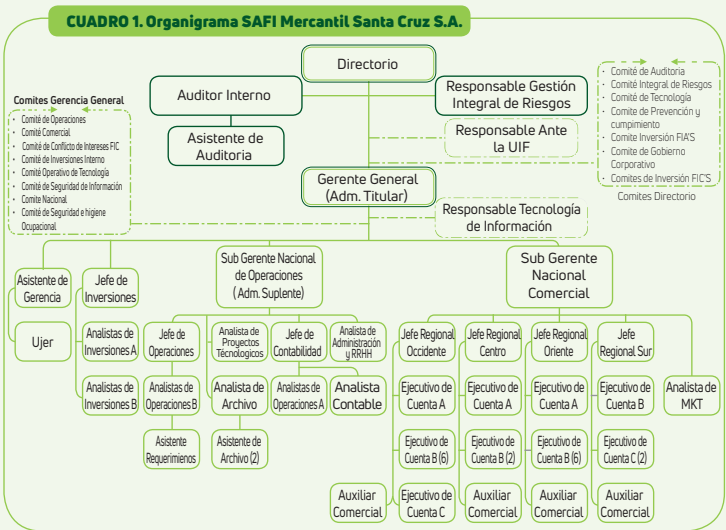 CUADRO 1. Organigrama SAFI Mercantil Santa Cruz S.A.
Directorio
Auditor Interno
Responsable Gestión
Integral de Riesgos
Asistente de
Auditoria
Responsable Ante
la UIF
Gerente General
(Adm. Titular)
Responsable Tecnología
de Información
Comites Gerencia General
• Comité de Operaciones
• Comité Comercial
• Comité de Conflicto de Intereses FIC
• Comité de Inversiones Interno
• Comité Operativo de Tecnología
• Comité de Seguridad de Información
• Comite Nacional
• Comité de Seguridad e higiene
Ocupacional
• Comité de Auditoria
• Comité Integral de Riesgos
• Comité de Tecnología
• Comite de Prevención y
cumpimiento
• Comite Inversión FIA'S
• Comite de Gobierno
Corporativo
• Comites de Inversión FIC'S
Comites Directorio
Asistente de
Gerencia
Jefe de
Inversiones
Sub Gerente Nacional
de Operaciones
( Adm. Suplente)
Sub Gerente
Nacional
Comercial
Ujer
Analistas de
Inversiones A
Jefe de
Operaciones
Analista de
Proyectos
Técnologicos
Jefe de
Contabilidad
Analista de
Administración
y RRHH
Jefe Regional
Occidente
Jefe Regional
Centro
Jefe Regional
Oriente
Jefe
Regional Sur
Analistas de
Inversiones B
Analistas de
Operaciones B
Analista de
Archivo
Analistas de
Operaciones A
Analista
Contable
Ejecutivo de
Cuenta A
Ejecutivo de
Cuenta A
Ejecutivo de
Cuenta A
Ejecutivo de
Cuenta B
Analista de
MKT
Asistente
Requerimienos
Asistente de
Archivo (2)
Ejecutivo de
Cuenta B (6)
Ejecutivo de
Cuenta B (2)
Ejecutivo de
Cuenta B (6)
Ejecutivo de
Cuenta C (2)
Auxiliar
Comercial
Ejecutivo de
Cuenta C
Auxiliar
Comercial
Auxiliar
Comercial
Auxiliar
Comercial